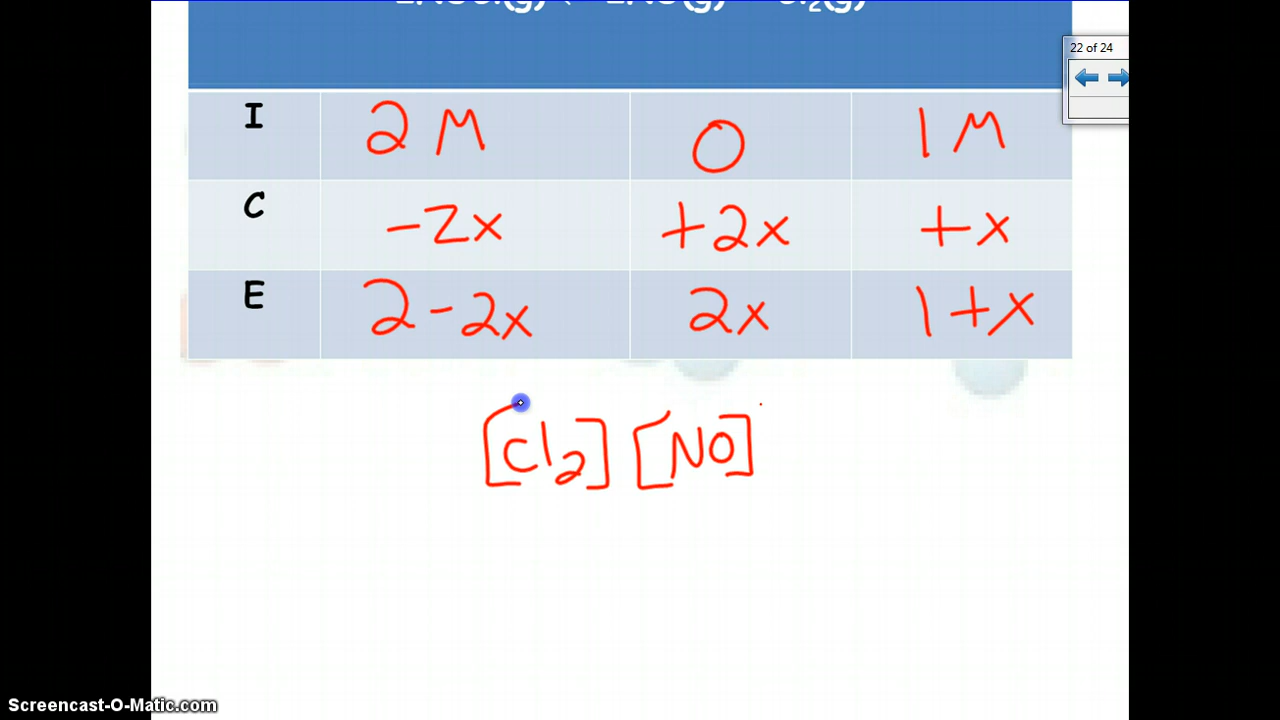 22 of 24
I 2 M 0 1 M
C -2x +2x +x
E 2-2x 2x 1+x
[Cl2] [NO]
Screencast-O-Matic.com